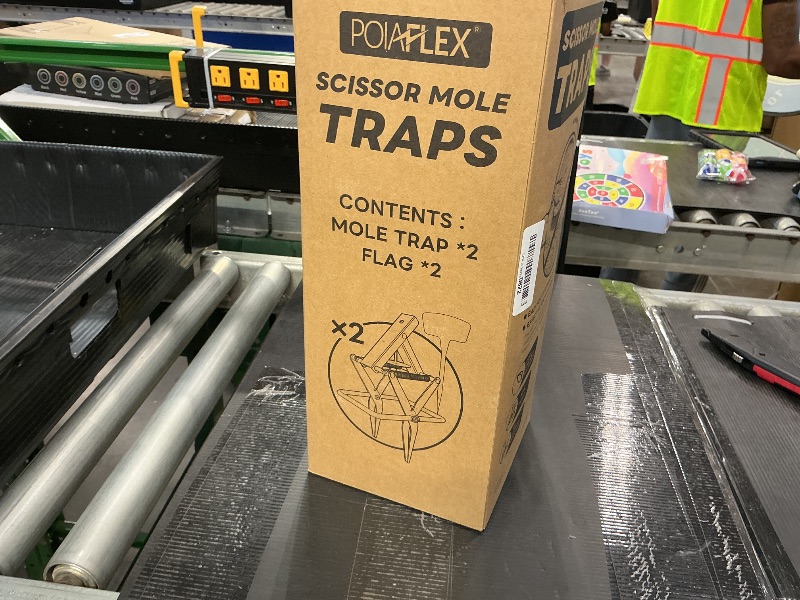 POIAFLEX®
SCISSOR MOLE
TRAPS
CONTENTS :
MOLE TRAP *2
FLAG *2
×2